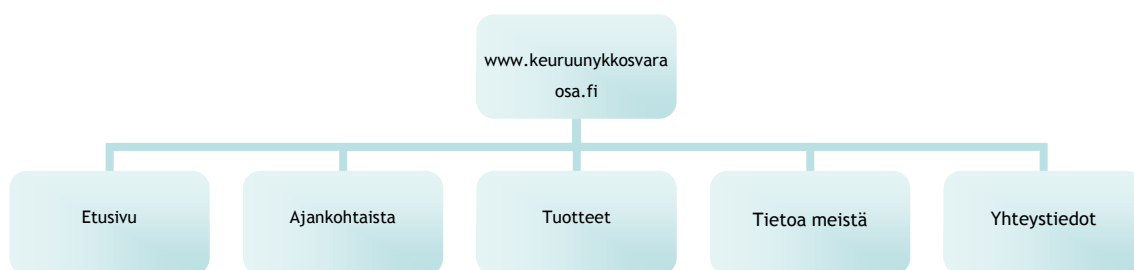 www.keuruunykkosvara
osa.fi
Etusivu
Ajankohtaista
Tuotteet
Tietoa meistä
Yhteystiedot